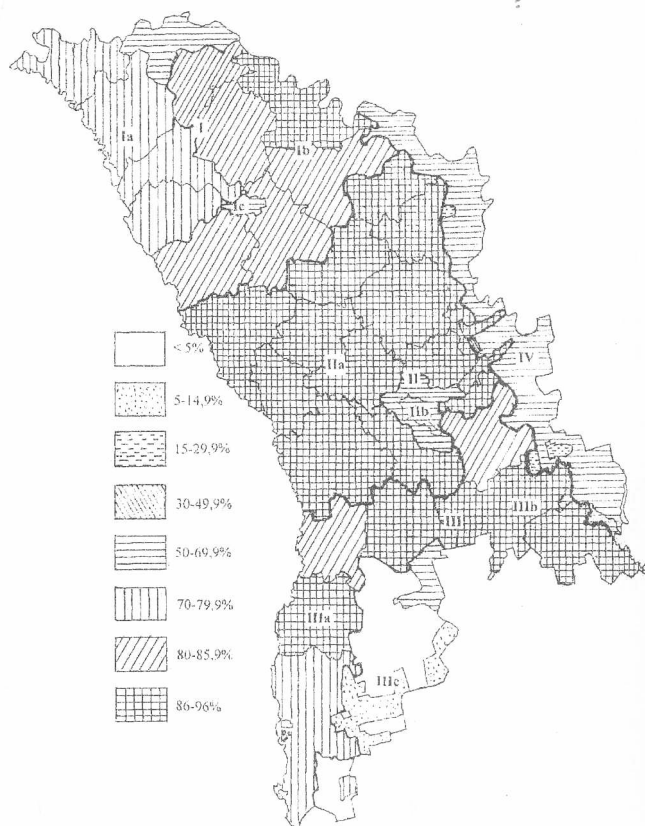 Ia
I
Ib
Ic
<5%
5-14,9%
15-29,9%
30-49,9%
50-69,9%
70-79,9%
80-85,9%
86-96%
IIa
II
IIb
IV
III
IIIb
IIIa
IIIc